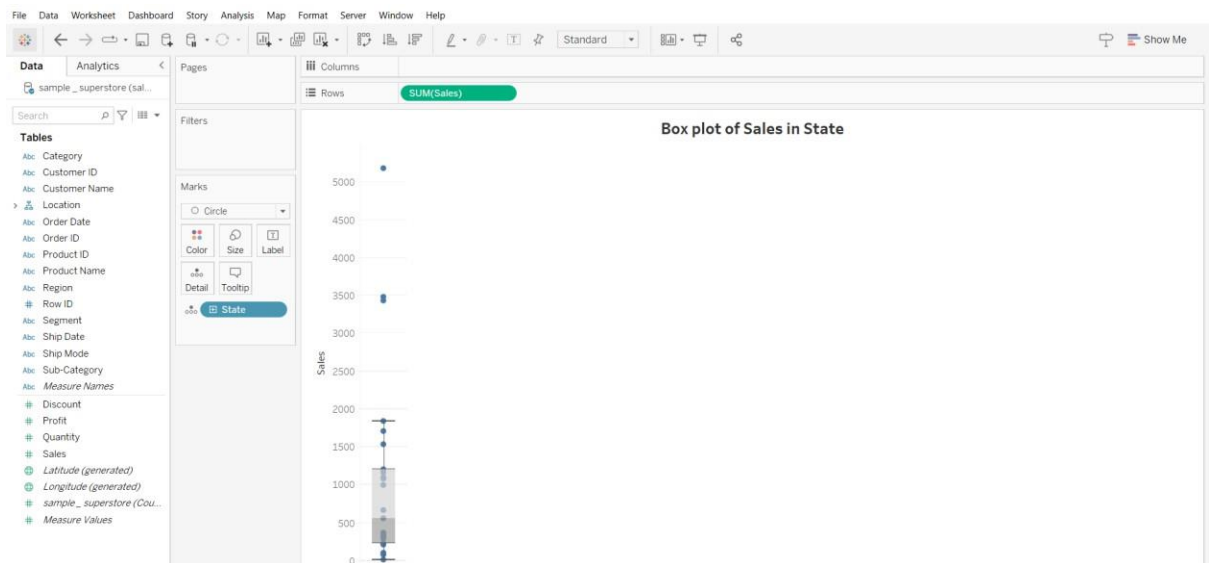 File Data Worksheet Dashboard Story Analysis Map Format Server Window Help
Standard
Show Me
Data Analytics
sample _ superstore (sal...
Search
Tables
Abc Category
Abc Customer ID
Abc Customer Name
Location
Abc Order Date
Abc Order ID
Abc Product ID
Abc Product Name
Abc Region
# Row ID
Abc Segment
Abc Ship Date
Abc Ship Mode
Abc Sub-Category
Abc Measure Names
# Discount
# Profit
# Quantity
# Sales
Latitude (generated)
Longitude (generated)
# sample _ superstore (Cou...
# Measure Values
Pages
Filters
Marks
Circle
Color Size Label
Detail Tooltip
State
Columns
Rows SUM(Sales)
Box plot of Sales in State
Sales
5000
4500
4000
3500
3000
2500
2000
1500
1000
500
0